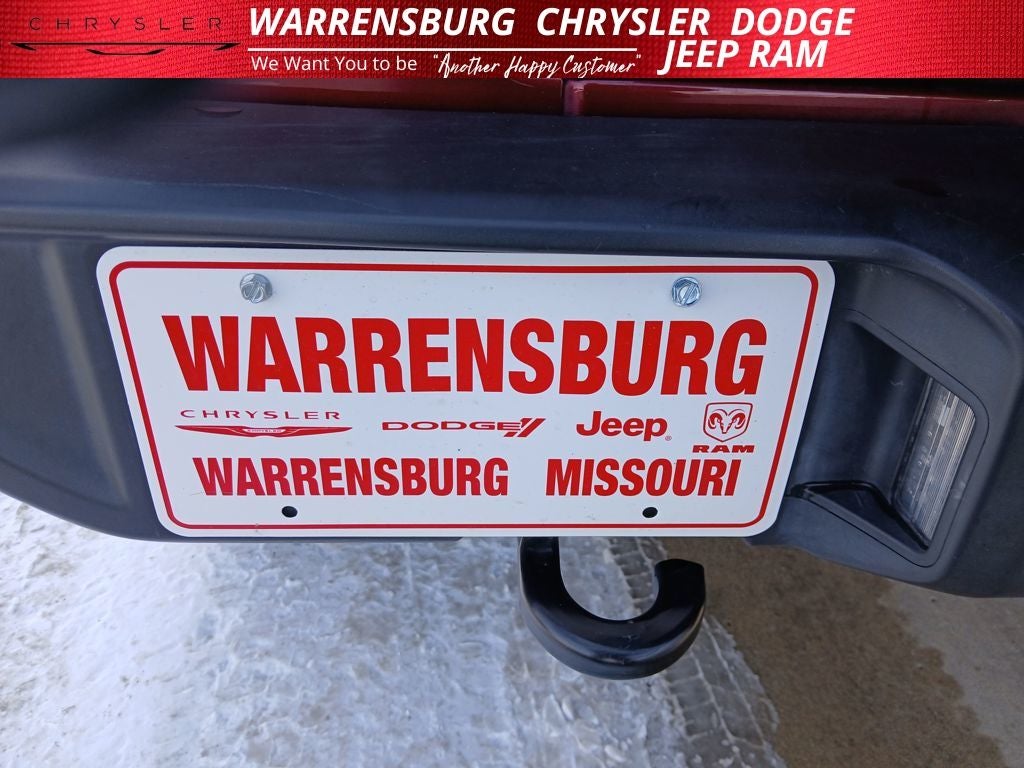 CHRYSLER
WARRENSBURG CHRYSLER DODGE
JEEP RAM
We Want You to be "Another Happy Customer"
WARRENSBURG
CHRYSLER
DODGE
Jeep
RAM
WARRENSBURG MISSOURI